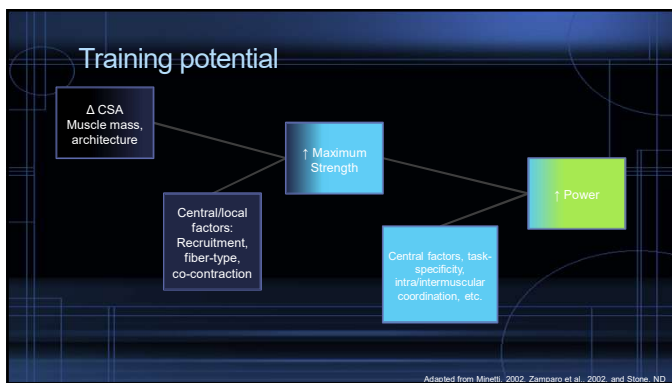 Training potential
Δ CSA
Muscle mass,
architecture
↑ Maximum
Strength
Central/local
factors:
Recruitment,
fiber-type,
co-contraction
↑ Power
Central factors, task-
specificity,
intra/intermuscular
coordination, etc.
Adapted from Minetti, 2002, Zamparo et al., 2002, and Stone, ND